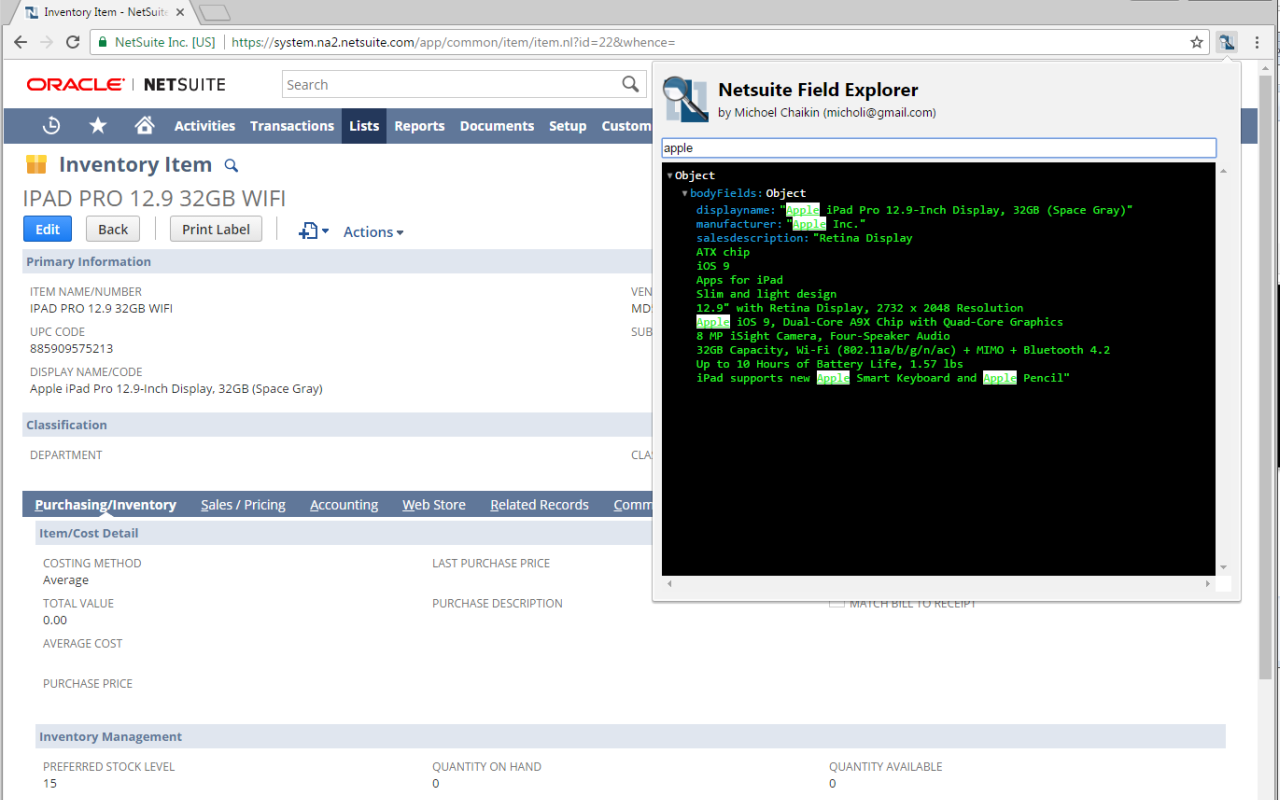 Inventory Item - NetSuite
NetSuite Inc. [US] | https://system.na2.netsuite.com/app/common/item/item.nl?id=22&whence=
ORACLE | NETSUITE
Search
Activities Transactions Lists Reports Documents Setup Custom
Inventory Item
IPAD PRO 12.9 32GB WIFI
Edit Back Print Label Actions
Primary Information
ITEM NAME/NUMBER
IPAD PRO 12.9 32GB WIFI
UPC CODE
885909575213
DISPLAY NAME/CODE
Apple iPad Pro 12.9-Inch Display, 32GB (Space Gray)
VEN
MD
SUB
Classification
DEPARTMENT
CLA
Netsuite Field Explorer
by Michoel Chaikin (micholi@gmail.com)
apple
Object
bodyFields: Object
displayname: "Apple iPad Pro 12.9-Inch Display, 32GB (Space Gray)"
manufacturer: "Apple Inc."
salesdescription: "Retina Display
ATX chip
iOS 9
Apps for iPad
Slim and light design
12.9" with Retina Display, 2732 x 2048 Resolution
Apple iOS 9, Dual-Core A9X Chip with Quad-Core Graphics
8 MP iSight Camera, Four-Speaker Audio
32GB Capacity, Wi-Fi (802.11a/b/g/n/ac) + MIMO + Bluetooth 4.2
Up to 10 Hours of Battery Life, 1.57 lbs
iPad supports new Apple Smart Keyboard and Apple Pencil"
Purchasing/Inventory Sales / Pricing Accounting Web Store Related Records Comm
Item/Cost Detail
COSTING METHOD
Average
TOTAL VALUE
0.00
AVERAGE COST
PURCHASE PRICE
LAST PURCHASE PRICE
PURCHASE DESCRIPTION
MATCH BILL TO RECEIPT
Inventory Management
PREFERRED STOCK LEVEL
15
QUANTITY ON HAND
0
QUANTITY AVAILABLE
0